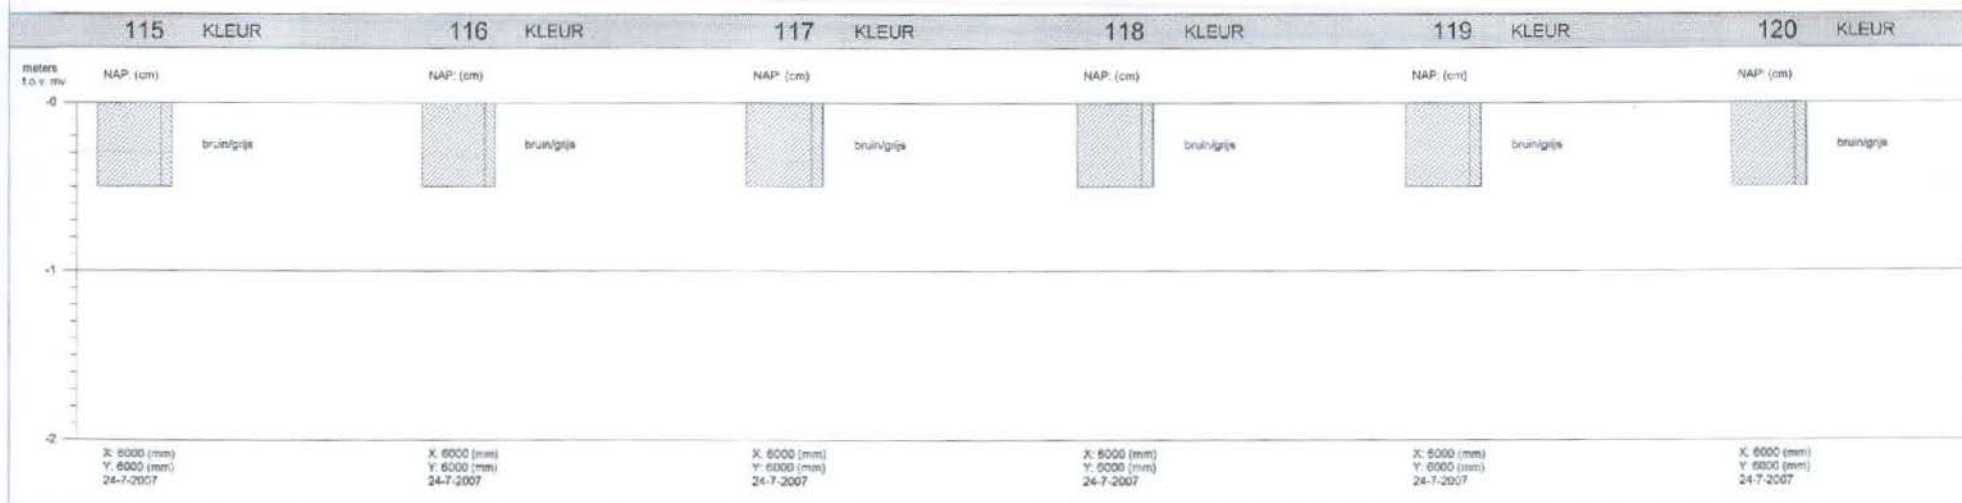 115 KLEUR 116 KLEUR 117 KLEUR 118 KLEUR 119 KLEUR 120 KLEUR
meters
t.o.v. mv
NAP: (cm) NAP: (cm) NAP: (cm) NAP: (cm) NAP: (cm) NAP: (cm)
-0
bruin/grijs bruin/grijs bruin/grijs bruin/grijs bruin/grijs bruin/grijs
-1
-2
X: 6000 (mm) X: 6000 (mm) X: 6000 (mm) X: 6000 (mm) X: 6000 (mm) X: 6000 (mm)
Y: 6000 (mm) Y: 6000 (mm) Y: 6000 (mm) Y: 6000 (mm) Y: 6000 (mm) Y: 6000 (mm)
24-7-2007 24-7-2007 24-7-2007 24-7-2007 24-7-2007 24-7-2007